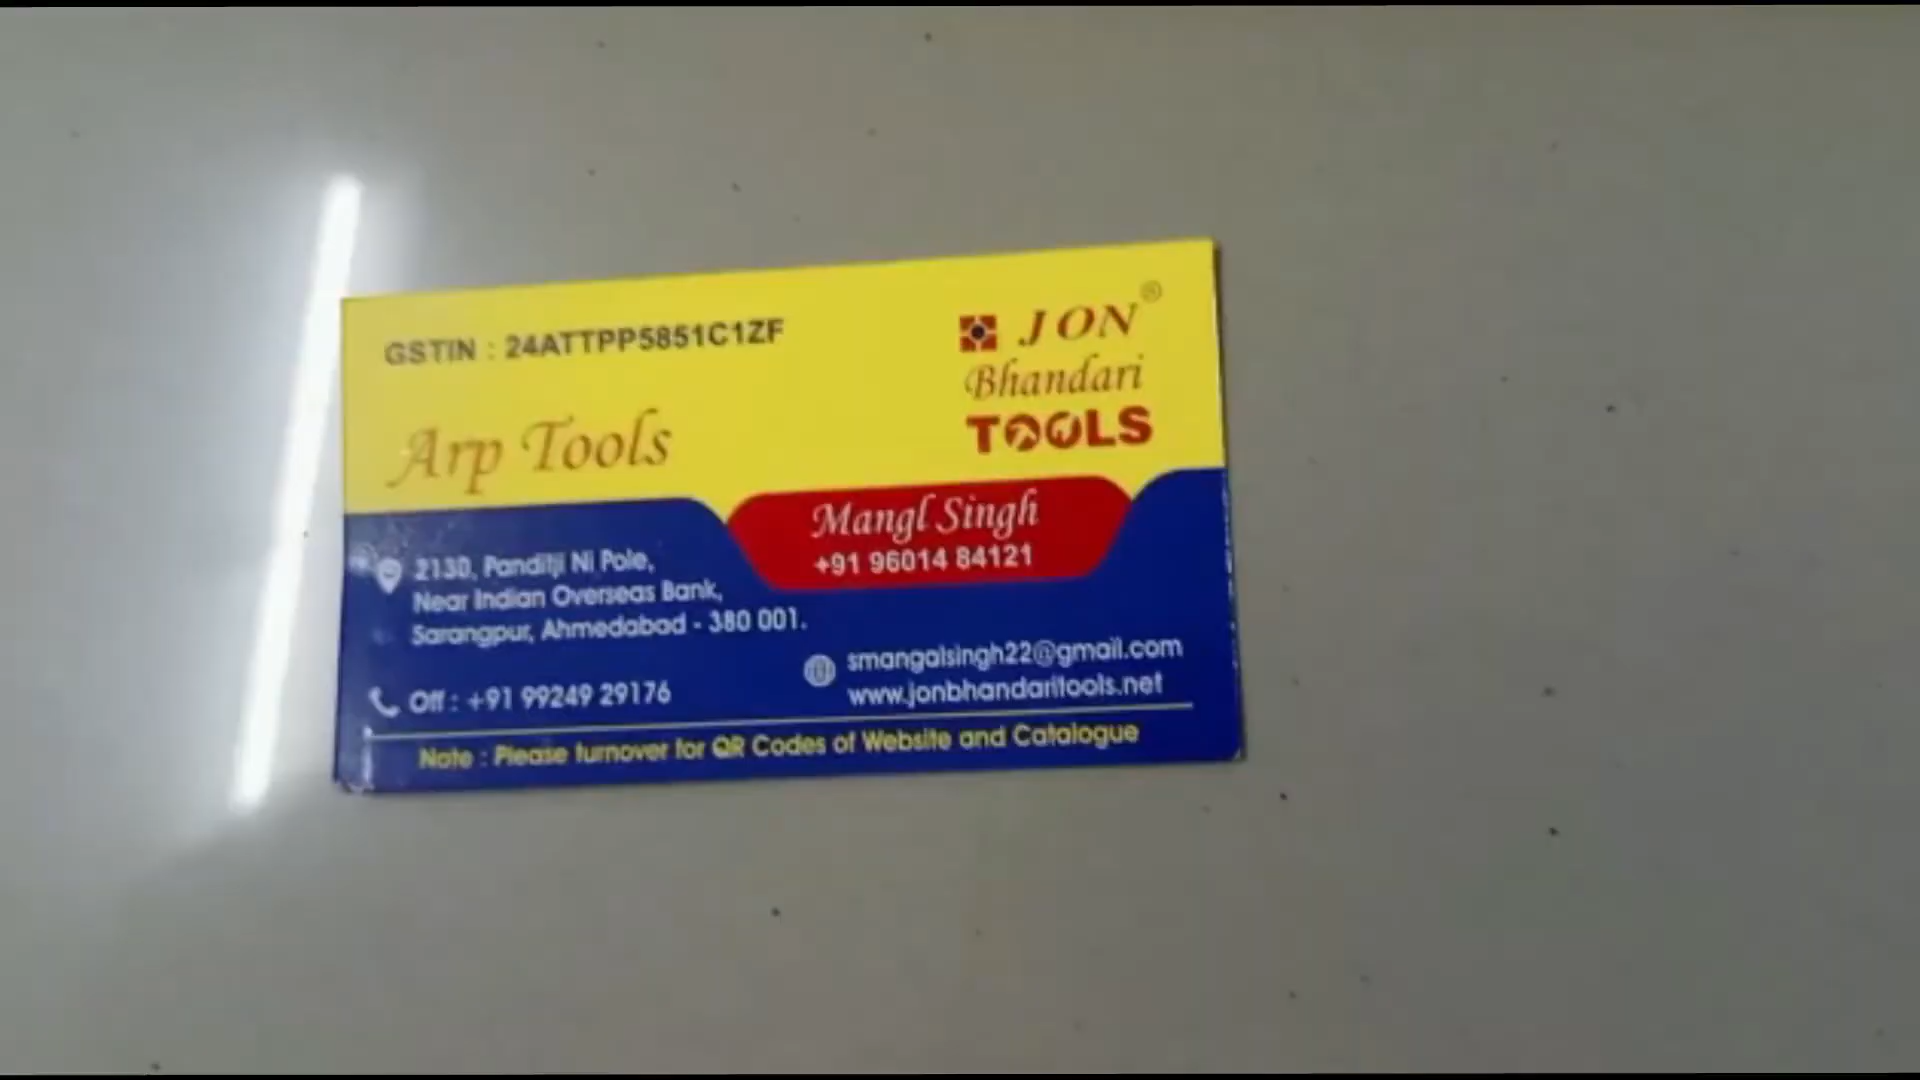 GSTIN : 24ATTPP5851C1ZF
JON®
Bhandari
TOOLS
Arp Tools
Mangl Singh
+91 96014 84121
2130, Panditji Ni Pole,
Near Indian Overseas Bank,
Sarangpur, Ahmedabad - 380 001.
Off : +91 99249 29176
smangalsingh22@gmail.com
www.jonbhandaritools.net
Note : Please turnover for QR Codes of Website and Catalogue